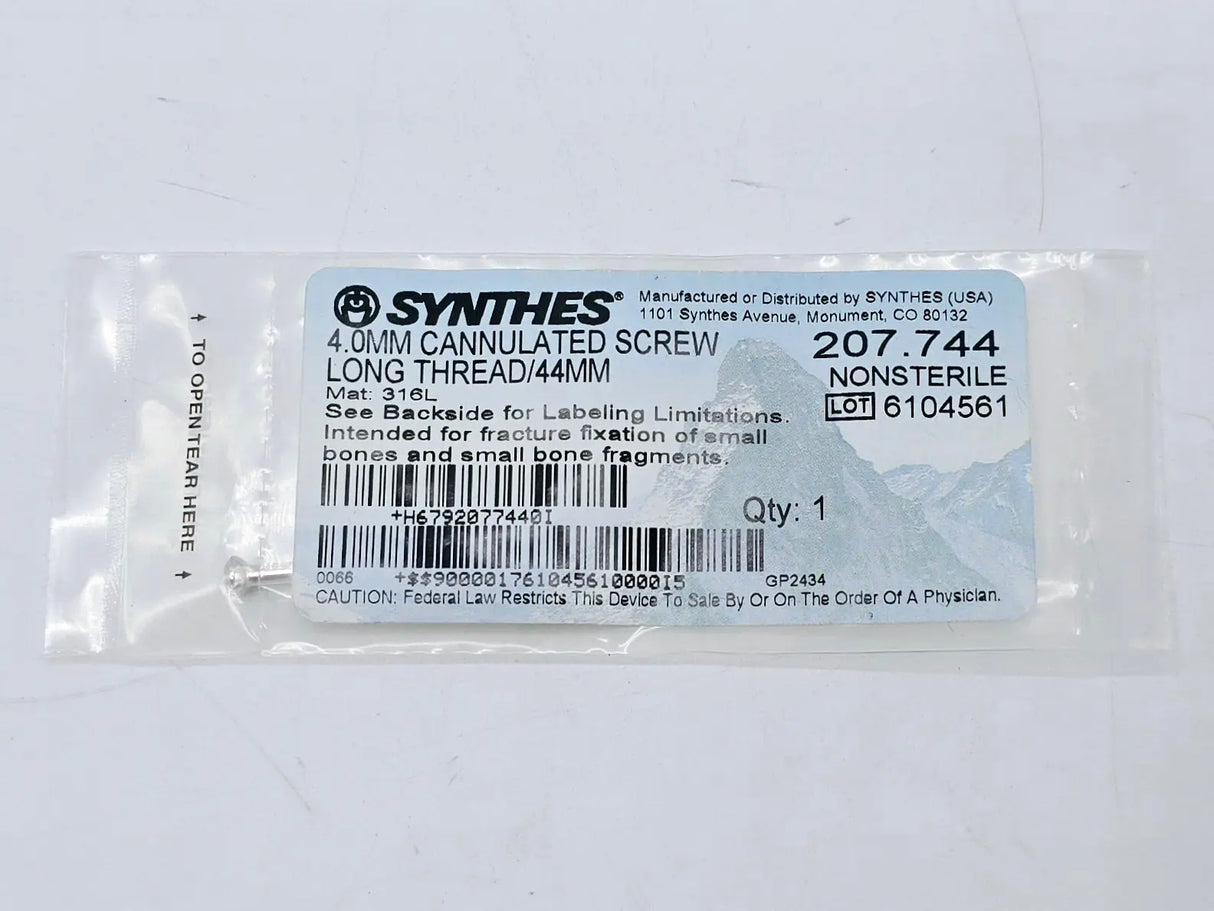 ↑ TO OPEN TEAR HERE ↑
SYNTHES®
Manufactured or Distributed by SYNTHES (USA)
1101 Synthes Avenue, Monument, CO 80132
4.0MM CANNULATED SCREW
LONG THREAD/44MM
207.744
NONSTERILE
LOT 6104561
Mat: 316L
See Backside for Labeling Limitations.
Intended for fracture fixation of small
bones and small bone fragments.
+H6792077440I
Qty: 1
0066
+$$900001761045610000I5
GP2434
CAUTION: Federal Law Restricts This Device To Sale By Or On The Order Of A Physician.